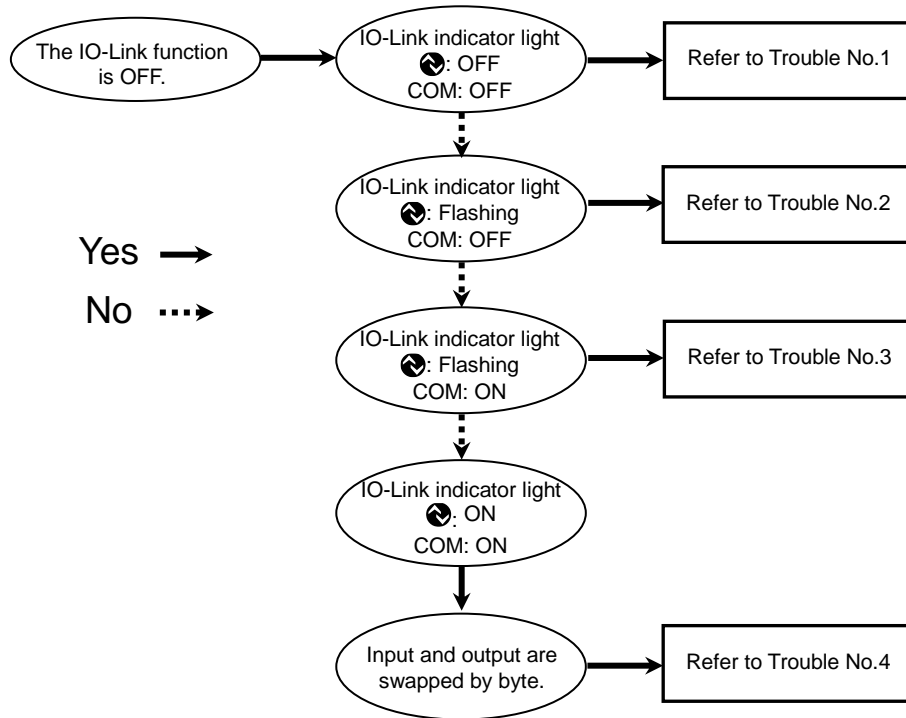 The IO-Link function
is OFF.
IO-Link indicator light
: OFF
COM: OFF
Refer to Trouble No.1
IO-Link indicator light
: Flashing
COM: OFF
Refer to Trouble No.2
Yes
No
IO-Link indicator light
: Flashing
COM: ON
Refer to Trouble No.3
IO-Link indicator light
: ON
COM: ON
Input and output are
swapped by byte.
Refer to Trouble No.4